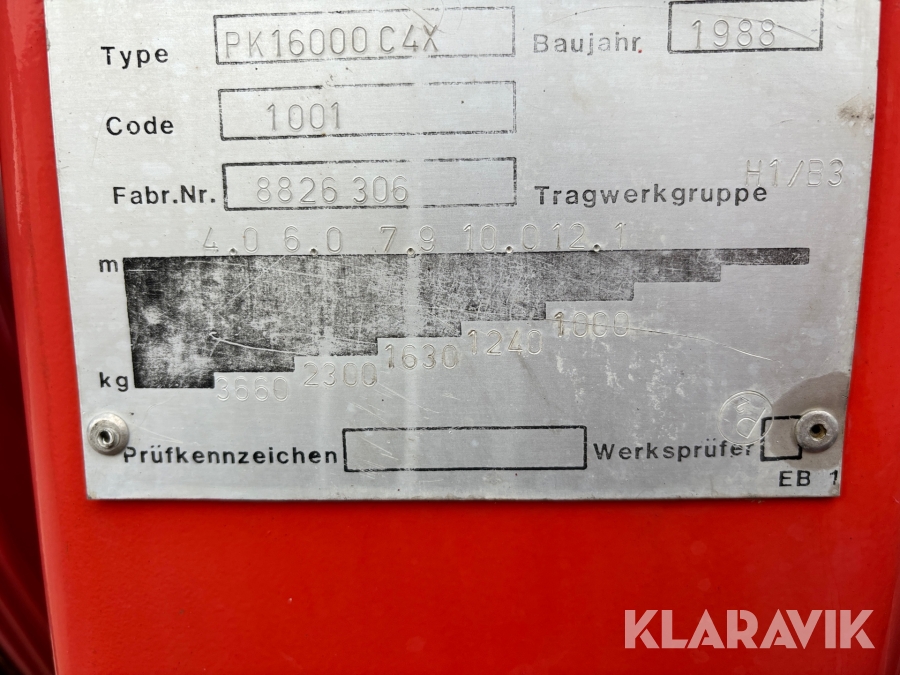 Type PK16000C4X Baujahr. 1988
Code 1001
Fabr.Nr. 8826 306 Tragwerkgruppe H1/B3
m 4.0 6.0 7.9 10.0 12.1
kg 3660 2300 1630 1240 1000
Prüfkennzeichen Werksprüfer
EB 1
KLARAVIK